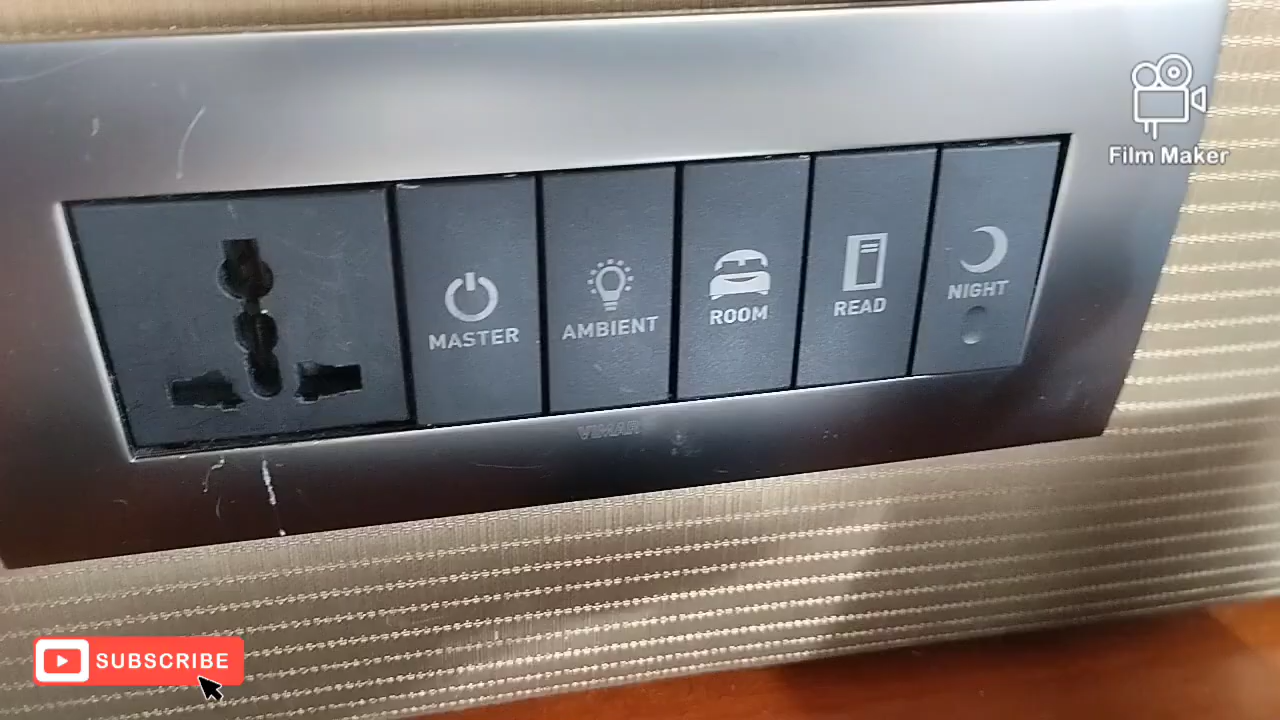 Film Maker
MASTER
AMBIENT
ROOM
READ
NIGHT
VIMAR
SUBSCRIBE